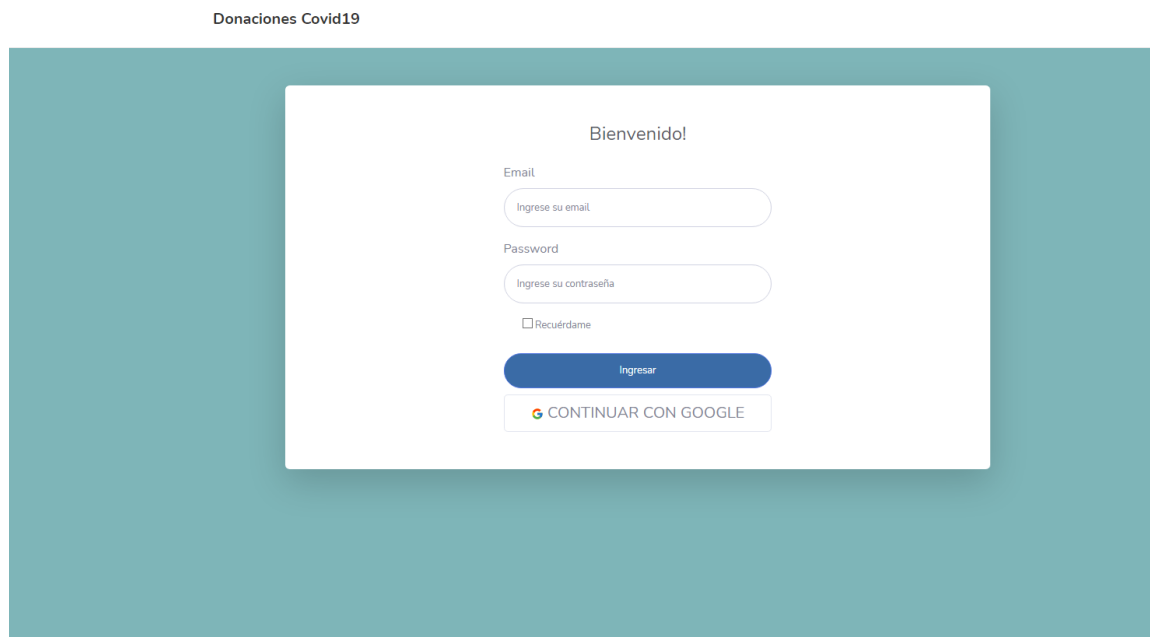 Donaciones Covid19
Bienvenido!
Email
Ingrese su email
Password
Ingrese su contraseña
Recuérdame
Ingresar
CONTINUAR CON GOOGLE